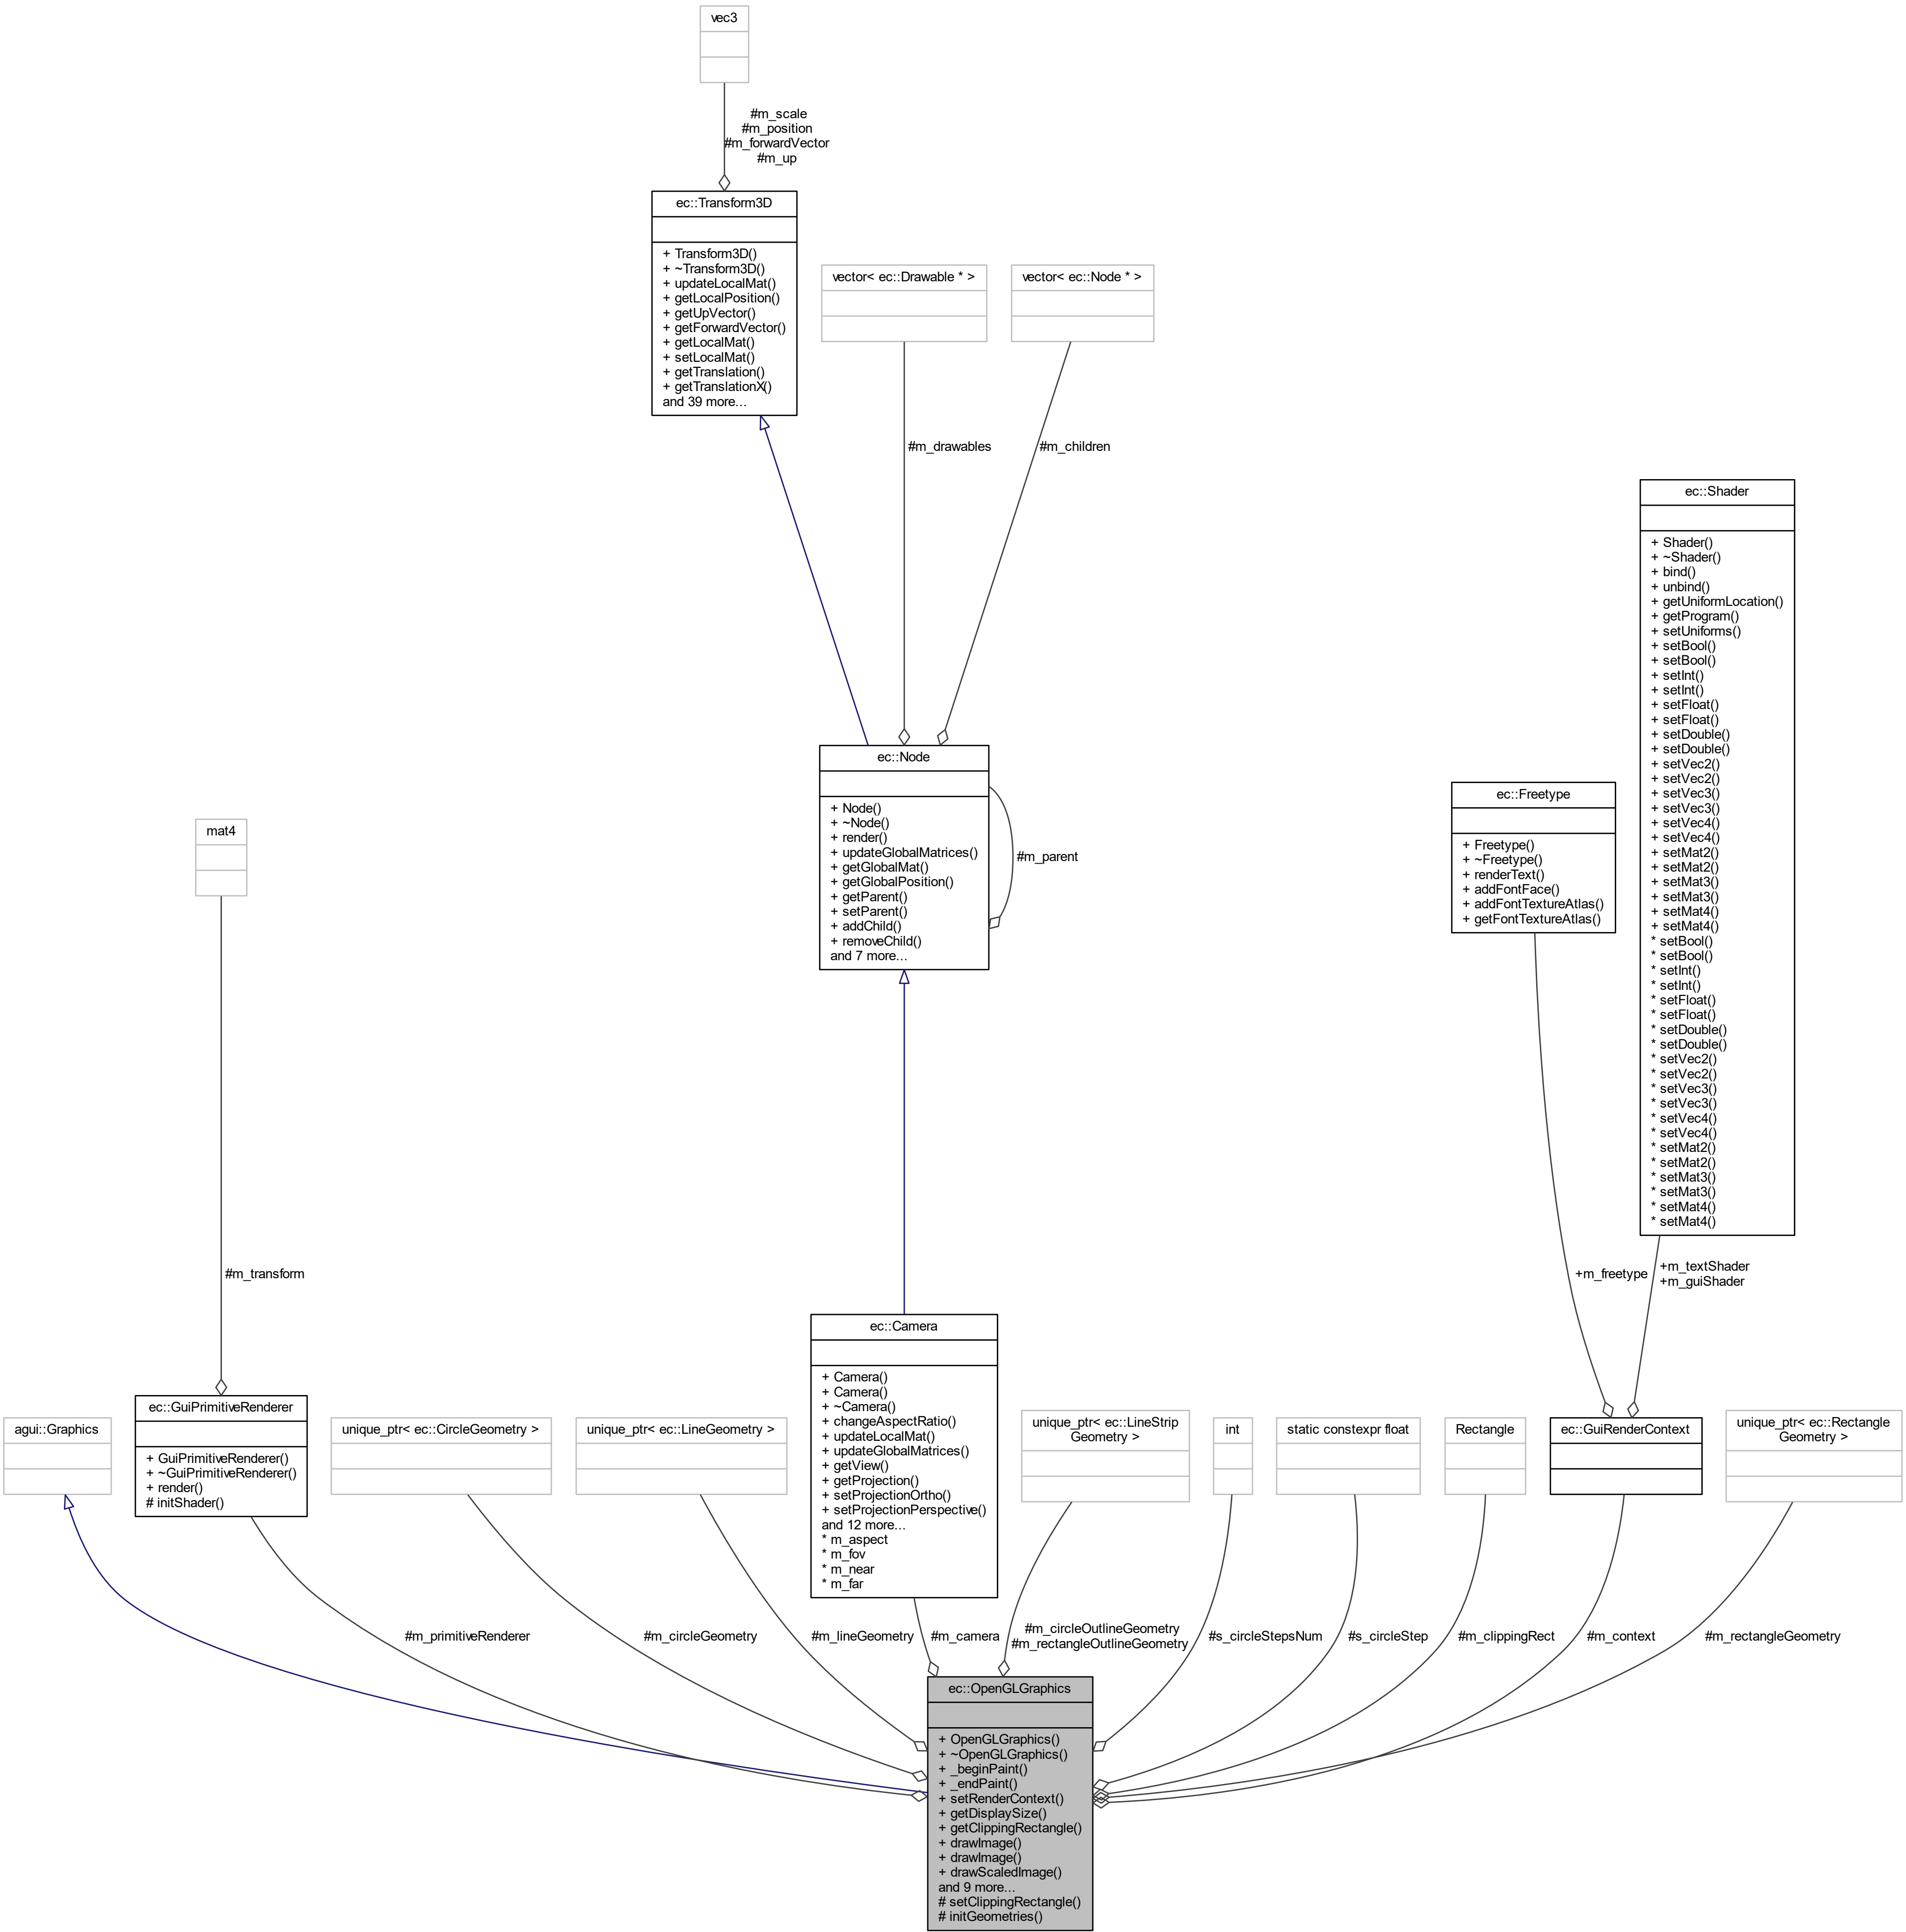 vec3
#m_scale
#m_position
#m_forwardVector
#m_up
ec::Transform3D
+ Transform3D()
+ ~Transform3D()
+ updateLocalMat()
+ getLocalPosition()
+ getUpVector()
+ getForwardVector()
+ getLocalMat()
+ setLocalMat()
+ getTranslation()
+ getTranslationX()
and 39 more...
vector< ec::Drawable * >
vector< ec::Node * >
#m_drawables
#m_children
ec::Node
+ Node()
+ ~Node()
+ render()
+ updateGlobalMatrices()
+ getGlobalMat()
+ getGlobalPosition()
+ getParent()
+ setParent()
+ addChild()
+ removeChild()
and 7 more...
#m_parent
ec::Shader
+ Shader()
+ ~Shader()
+ bind()
+ unbind()
+ getUniformLocation()
+ getProgram()
+ setUniforms()
+ setBool()
+ setBool()
+ setInt()
+ setInt()
+ setFloat()
+ setFloat()
+ setDouble()
+ setDouble()
+ setVec2()
+ setVec2()
+ setVec3()
+ setVec3()
+ setVec4()
+ setVec4()
+ setMat2()
+ setMat2()
+ setMat3()
+ setMat3()
+ setMat4()
+ setMat4()
* setBool()
* setBool()
* setInt()
* setInt()
* setFloat()
* setFloat()
* setDouble()
* setDouble()
* setVec2()
* setVec2()
* setVec3()
* setVec3()
* setVec4()
* setVec4()
* setMat2()
* setMat2()
* setMat3()
* setMat3()
* setMat4()
* setMat4()
ec::Freetype
+ Freetype()
+ ~Freetype()
+ renderText()
+ addFontFace()
+ addFontTextureAtlas()
+ getFontTextureAtlas()
mat4
#m_transform
+m_freetype
+m_textShader
+m_guiShader
agui::Graphics
ec::GuiPrimitiveRenderer
+ GuiPrimitiveRenderer()
+ ~GuiPrimitiveRenderer()
+ render()
# initShader()
unique_ptr< ec::CircleGeometry >
unique_ptr< ec::LineGeometry >
ec::Camera
+ Camera()
+ Camera()
+ ~Camera()
+ changeAspectRatio()
+ updateLocalMat()
+ updateGlobalMatrices()
+ getView()
+ getProjection()
+ setProjectionOrtho()
+ setProjectionPerspective()
and 12 more...
* m_aspect
* m_fov
* m_near
* m_far
unique_ptr< ec::LineStrip
Geometry >
int
static constexpr float
Rectangle
ec::GuiRenderContext
unique_ptr< ec::Rectangle
Geometry >
#m_primitiveRenderer
#m_circleGeometry
#m_lineGeometry
#m_camera
#m_circleOutlineGeometry
#m_rectangleOutlineGeometry
#s_circleStepsNum
#s_circleStep
#m_clippingRect
#m_context
#m_rectangleGeometry
ec::OpenGLGraphics
+ OpenGLGraphics()
+ ~OpenGLGraphics()
+ _beginPaint()
+ _endPaint()
+ setRenderContext()
+ getDisplaySize()
+ getClippingRectangle()
+ drawImage()
+ drawImage()
+ drawScaledImage()
and 9 more...
# setClippingRectangle()
# initGeometries()